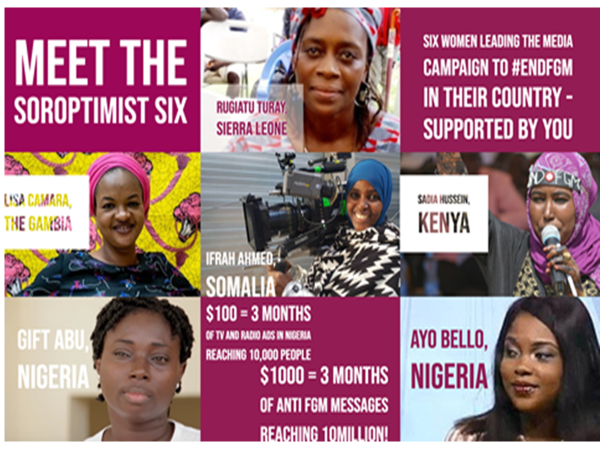 MEET THE
SOROPTIMIST SIX
RUGIATU TURAY,
SIERRA LEONE
SIX WOMEN LEADING THE MEDIA
CAMPAIGN TO #ENDFGM
IN THEIR COUNTRY -
SUPPORTED BY YOU
LISA CAMARA,
THE GAMBIA
IFRAH AHMED,
SOMALIA
END FGM
SADIA HUSSEIN,
KENYA
GIFT ABU,
NIGERIA
$100 = 3 MONTHS
OF TV AND RADIO ADS IN NIGERIA
REACHING 10,000 PEOPLE
$1000 = 3 MONTHS
OF ANTI FGM MESSAGES
REACHING 10MILLION!
AYO BELLO,
NIGERIA